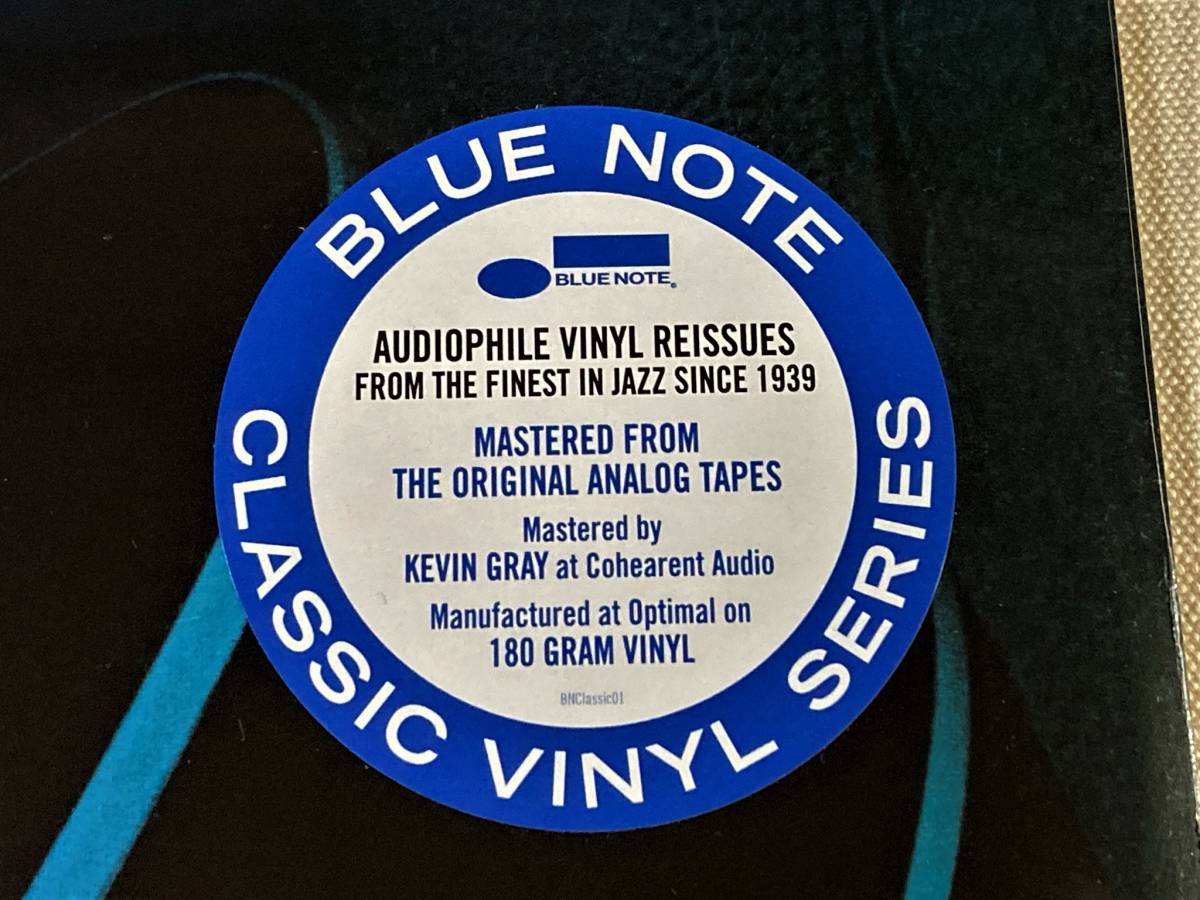 BLUE NOTE
BLUE NOTE®
AUDIOPHILE VINYL REISSUES
FROM THE FINEST IN JAZZ SINCE 1939
MASTERED FROM
THE ORIGINAL ANALOG TAPES
Mastered by
KEVIN GRAY at Cohearent Audio
Manufactured at Optimal on
180 GRAM VINYL
BNClassic01
CLASSIC VINYL SERIES